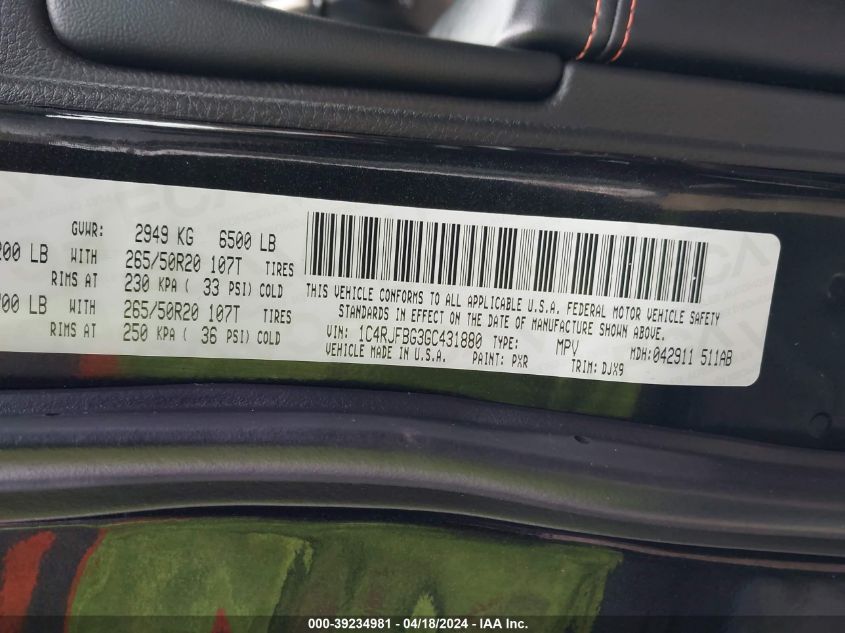 GVWR: 2949 KG 6500 LB
200 LB WITH 265/50R20 107T TIRES
RIMS AT 230 KPA ( 33 PSI) COLD
700 LB WITH 265/50R20 107T TIRES
RIMS AT 250 KPA ( 36 PSI) COLD
THIS VEHICLE CONFORMS TO ALL APPLICABLE U.S.A. FEDERAL MOTOR VEHICLE SAFETY
STANDARDS IN EFFECT ON THE DATE OF MANUFACTURE SHOWN ABOVE.
VIN: 1C4RJFBG3GC431880 TYPE: MPV MDH:042911 511AB
VEHICLE MADE IN U.S.A. PAINT: PXR TRIM: DJX9
000-39234981 - 04/18/2024 - IAA Inc.